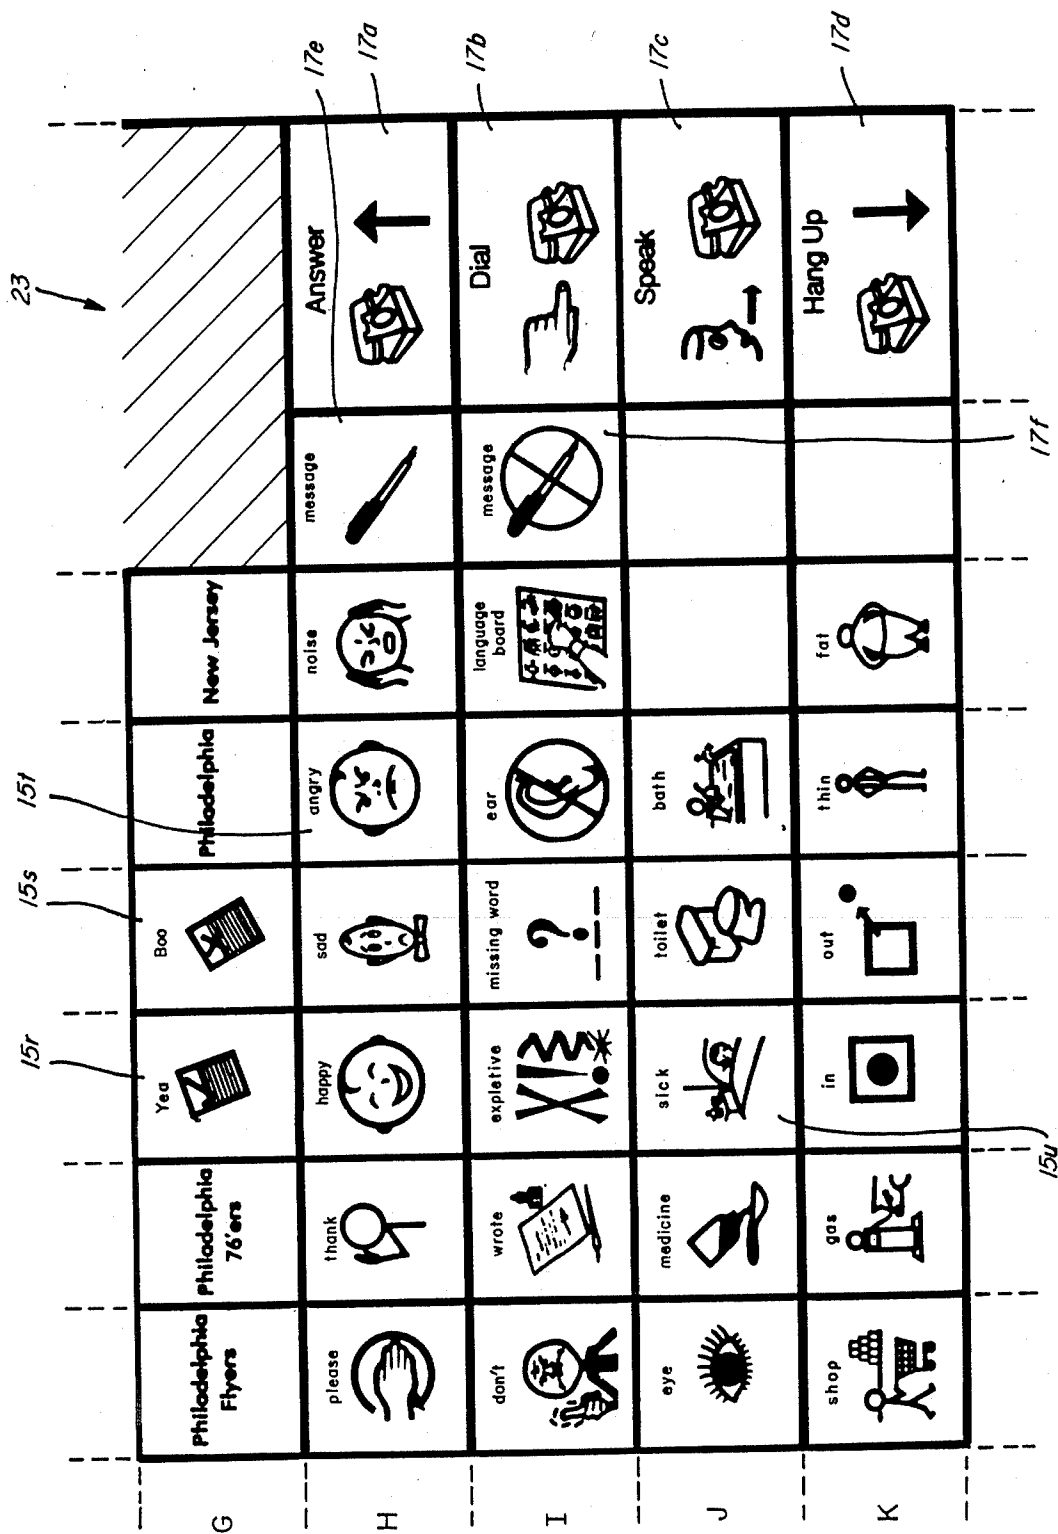 23
17e
17a
17b
17c
17d
G
Philadelphia
Flyers
Philadelphia
76'ers
Yea
Boo
Philadelphia
New Jersey
15r
15s
15t
H
please
thank
happy
sad
angry
noise
message
Answer
I
don't
wrote
expletive
missing word
?
ear
language
board
message
Dial
J
eye
medicine
sick
toilet
bath
Speak
K
shop
gas
in
out
thin
fat
Hang Up
15u
17f